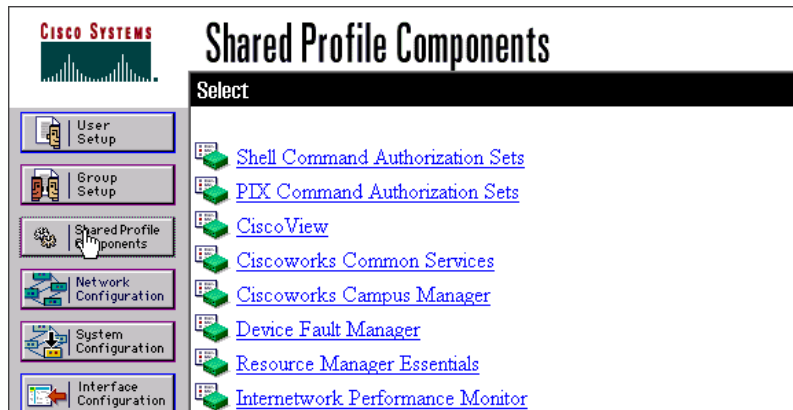 CISCO SYSTEMS
Shared Profile Components
Select
User
Setup
Group
Setup
Shared Profile
Components
Network
Configuration
System
Configuration
Interface
Configuration
Shell Command Authorization Sets
PIX Command Authorization Sets
CiscoView
Ciscoworks Common Services
Ciscoworks Campus Manager
Device Fault Manager
Resource Manager Essentials
Internetwork Performance Monitor